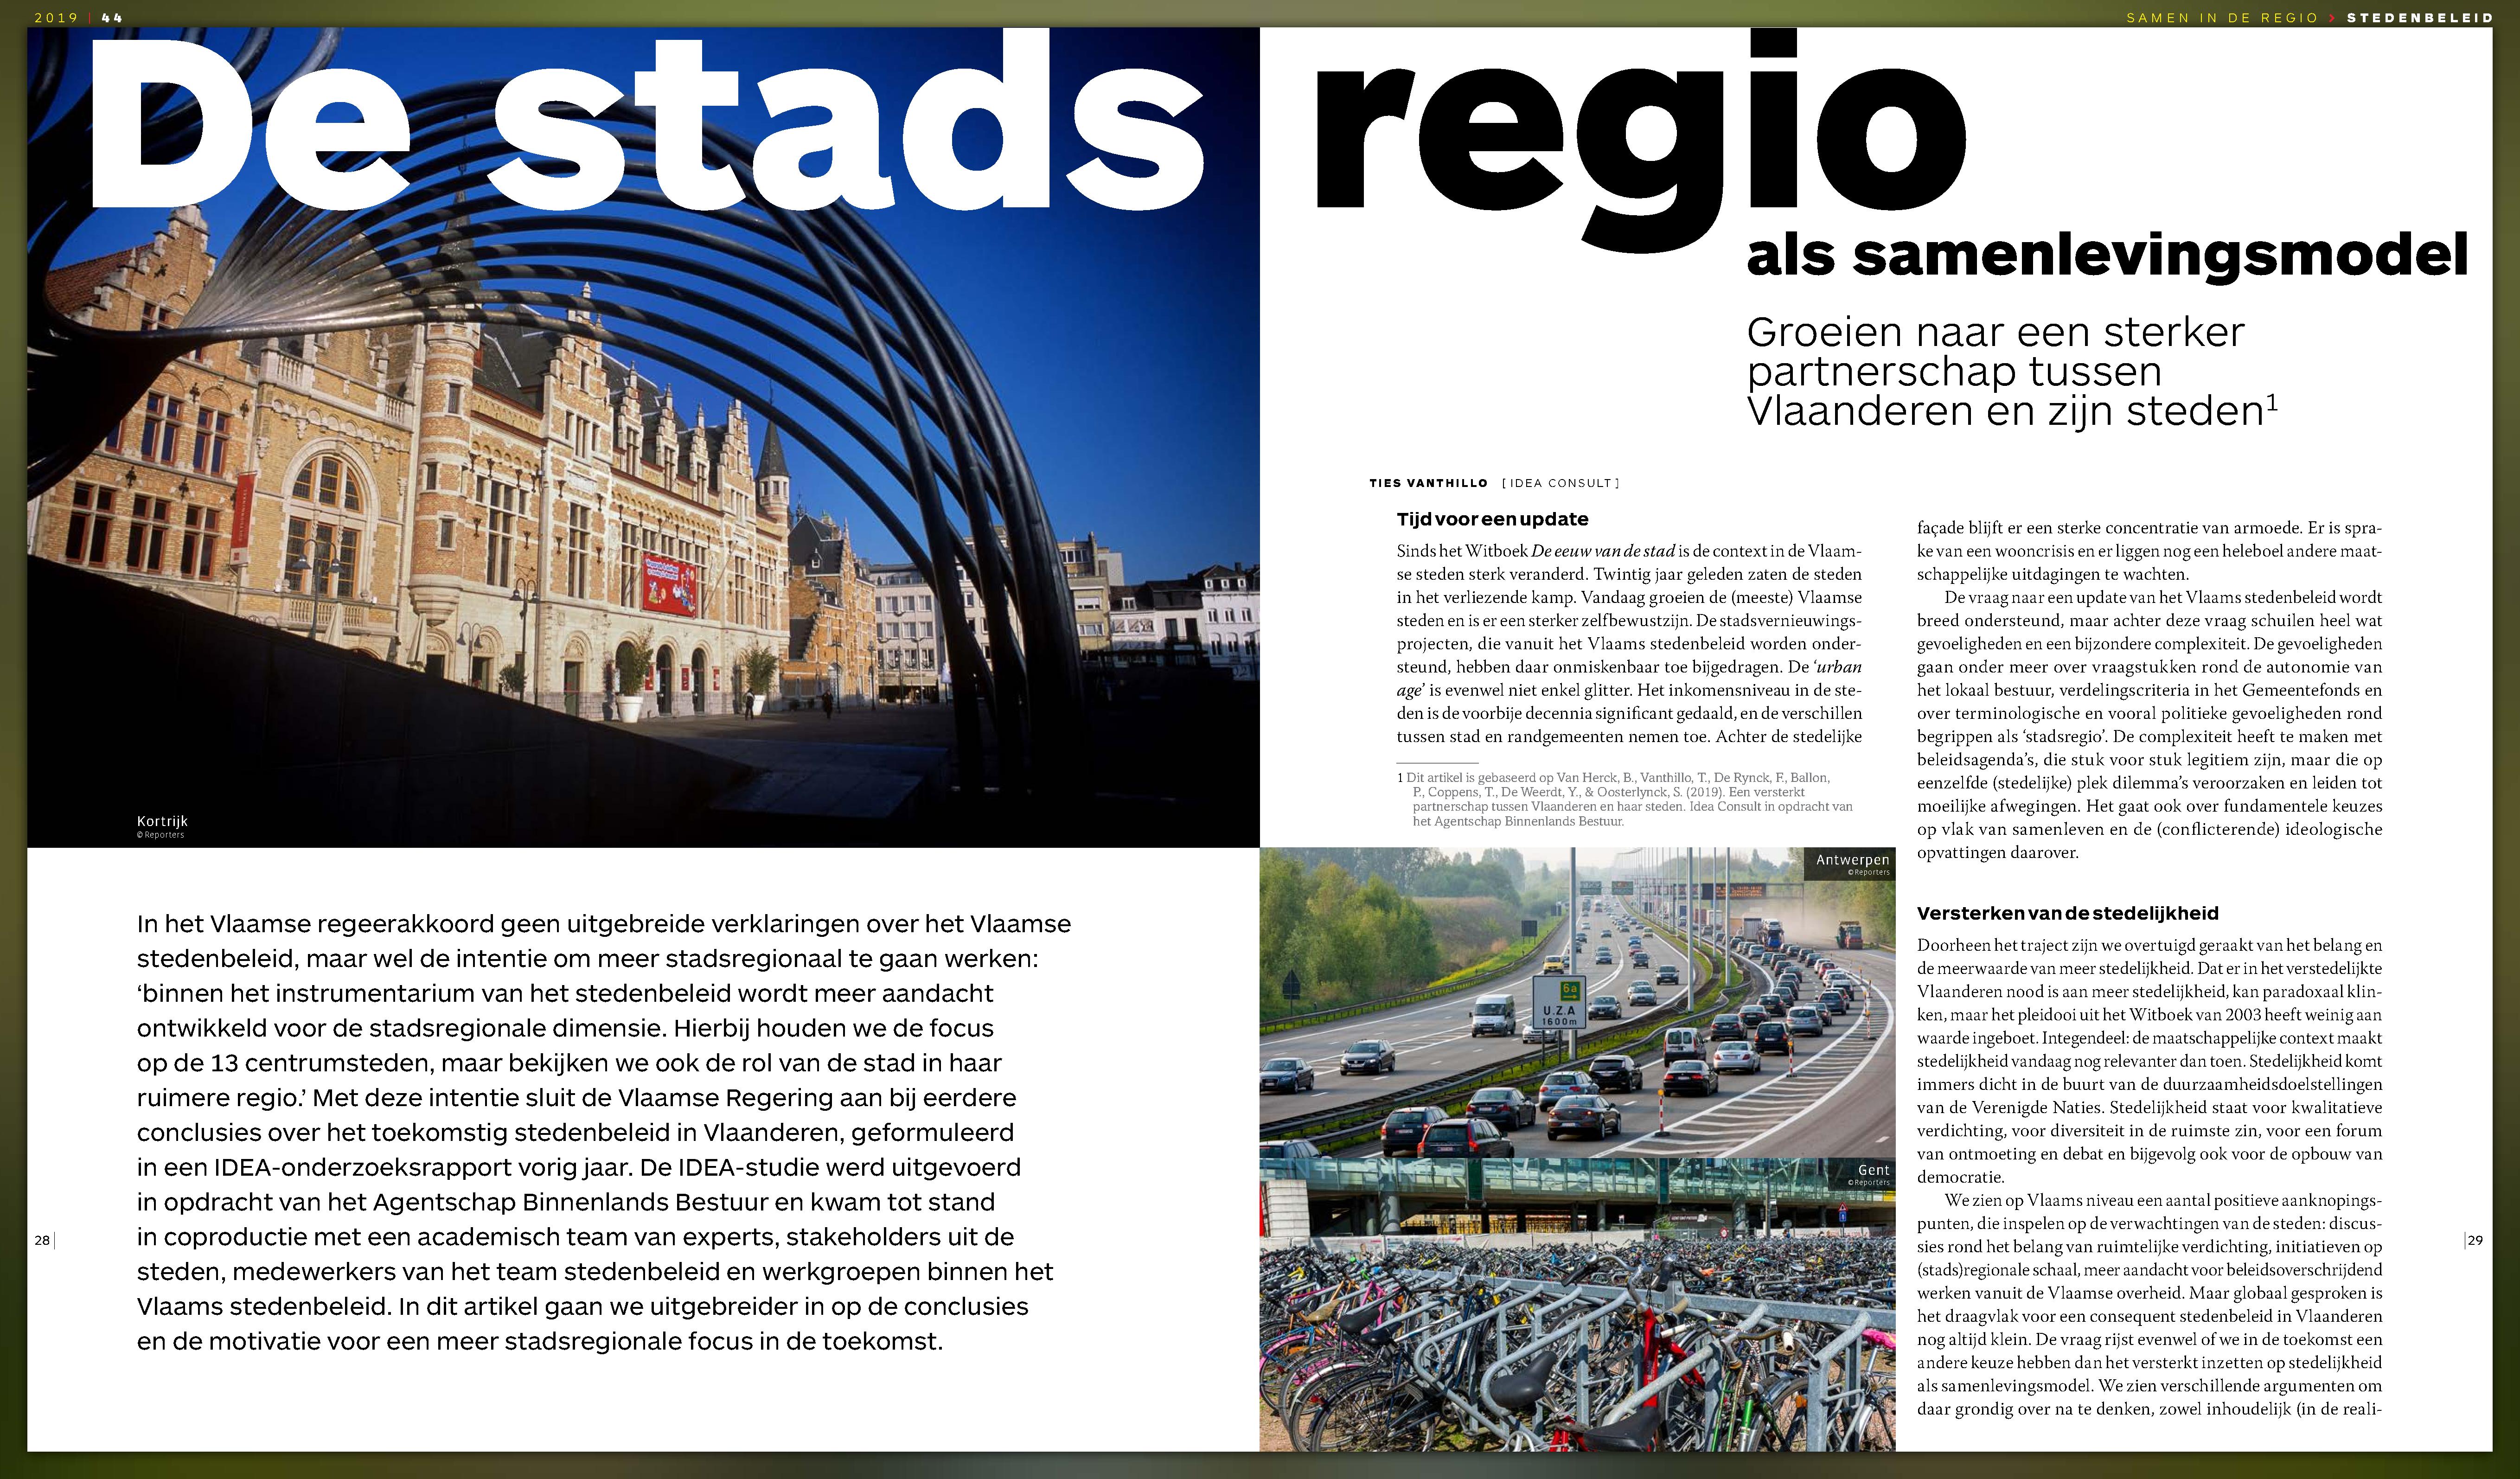 2019 | 44
SAMEN IN DE REGIO > STEDENBELEID
De stads regio
als samenlevingsmodel
Groeien naar een sterker
partnerschap tussen
Vlaanderen en zijn steden¹
Kortrijk
© Reporters
In het Vlaamse regeerakkoord geen uitgebreide verklaringen over het Vlaamse
stedenbeleid, maar wel de intentie om meer stadsregionaal te gaan werken:
‘binnen het instrumentarium van het stedenbeleid wordt meer aandacht
ontwikkeld voor de stadsregionale dimensie. Hierbij houden we de focus
op de 13 centrumsteden, maar bekijken we ook de rol van de stad in haar
ruimere regio.’ Met deze intentie sluit de Vlaamse Regering aan bij eerdere
conclusies over het toekomstig stedenbeleid in Vlaanderen, geformuleerd
in een IDEA-onderzoeksrapport vorig jaar. De IDEA-studie werd uitgevoerd
in opdracht van het Agentschap Binnenlands Bestuur en kwam tot stand
in coproductie met een academisch team van experts, stakeholders uit de
steden, medewerkers van het team stedenbeleid en werkgroepen binnen het
Vlaams stedenbeleid. In dit artikel gaan we uitgebreider in op de conclusies
en de motivatie voor een meer stadsregionale focus in de toekomst.
28
TIES VANTHILLO [IDEA CONSULT]
Tijd voor een update
Sinds het Witboek De eeuw van de stad is de context in de Vlaam-
se steden sterk veranderd. Twintig jaar geleden zaten de steden
in het verliezende kamp. Vandaag groeien de (meeste) Vlaamse
steden en is er een sterker zelfbewustzijn. De stadsvernieuwings-
projecten, die vanuit het Vlaams stedenbeleid worden onder-
steund, hebben daar onmiskenbaar toe bijgedragen. De ‘urban
age’ is evenwel niet enkel glitter. Het inkomensniveau in de ste-
den is de voorbije decennia significant gedaald, en de verschillen
tussen stad en randgemeenten nemen toe. Achter de stedelijke
1 Dit artikel is gebaseerd op Van Herck, B., Vanthillo, T., De Rynck, F., Ballon,
P., Coppens, T., De Weerdt, Y., & Oosterlynck, S. (2019). Een versterkt
partnerschap tussen Vlaanderen en haar steden. Idea Consult in opdracht van
het Agentschap Binnenlands Bestuur.
Antwerpen
© Reporters
6a
U.Z.A
1600m
Gent
© Reporters
façade blijft er een sterke concentratie van armoede. Er is spra-
ke van een wooncrisis en er liggen nog een heleboel andere maat-
schappelijke uitdagingen te wachten.
De vraag naar een update van het Vlaams stedenbeleid wordt
breed ondersteund, maar achter deze vraag schuilen heel wat
gevoeligheden en een bijzondere complexiteit. De gevoeligheden
gaan onder meer over vraagstukken rond de autonomie van
het lokaal bestuur, verdelingscriteria in het Gemeentefonds en
over terminologische en vooral politieke gevoeligheden rond
begrippen als ‘stadsregio’. De complexiteit heeft te maken met
beleidsagenda’s, die stuk voor stuk legitiem zijn, maar die op
eenzelfde (stedelijke) plek dilemma’s veroorzaken en leiden tot
moeilijke afwegingen. Het gaat ook over fundamentele keuzes
op vlak van samenleven en de (conflicterende) ideologische
opvattingen daarover.
Versterken van de stedelijkheid
Doorheen het traject zijn we overtuigd geraakt van het belang en
de meerwaarde van meer stedelijkheid. Dat er in het verstedelijkte
Vlaanderen nood is aan meer stedelijkheid, kan paradoxaal klin-
ken, maar het pleidooi uit het Witboek van 2003 heeft weinig aan
waarde ingeboet. Integendeel: de maatschappelijke context maakt
stedelijkheid vandaag nog relevanter dan toen. Stedelijkheid komt
immers dicht in de buurt van de duurzaamheidsdoelstellingen
van de Verenigde Naties. Stedelijkheid staat voor kwalitatieve
verdichting, voor diversiteit in de ruimste zin, voor een forum
van ontmoeting en debat en bijgevolg ook voor de opbouw van
democratie.
We zien op Vlaams niveau een aantal positieve aanknopings-
punten, die inspelen op de verwachtingen van de steden: discus-
sies rond het belang van ruimtelijke verdichting, initiatieven op
(stads)regionale schaal, meer aandacht voor beleidsoverschrijdend
werken vanuit de Vlaamse overheid. Maar globaal gesproken is
het draagvlak voor een consequent stedenbeleid in Vlaanderen
nog altijd klein. De vraag rijst evenwel of we in de toekomst een
andere keuze hebben dan het versterkt inzetten op stedelijkheid
als samenlevingsmodel. We zien verschillende argumenten om
daar grondig over na te denken, zowel inhoudelijk (in de reali-
29